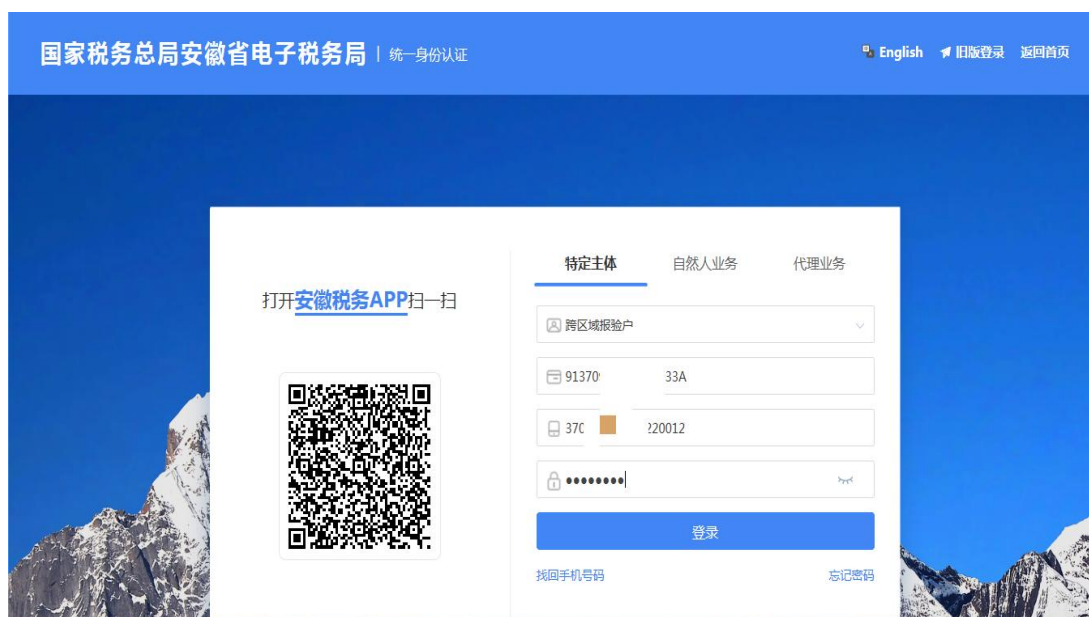 国家税务总局安徽省电子税务局 | 统一身份认证
English 旧版登录 返回首页
打开安徽税务APP扫一扫
特定主体 自然人业务 代理业务
跨区域报验户
91370 33A
370 220012
••••••••
登录
找回手机号码 忘记密码